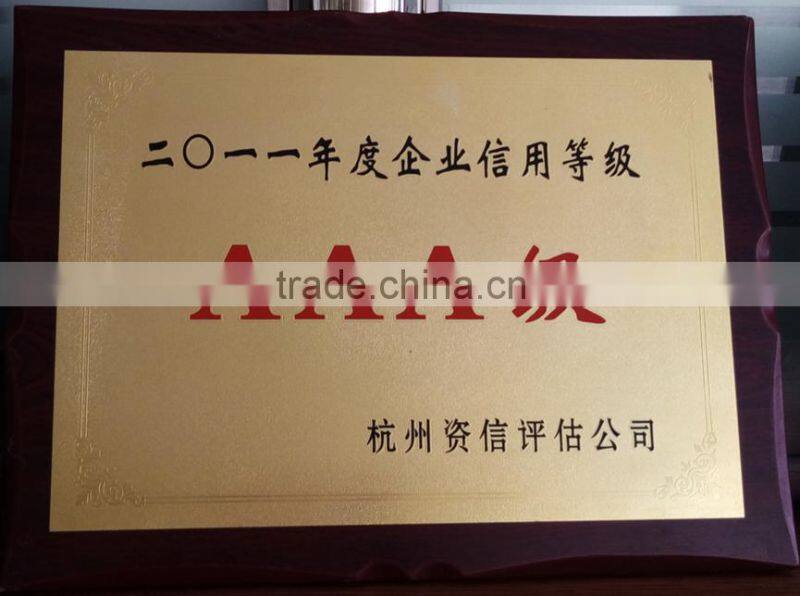 二〇一一年度企业信用等级
AAA级
trade.china.cn
杭州资信评估公司